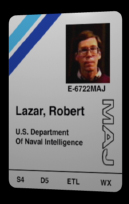 E-6722MAJ
Lazar, Robert
MAJ
U.S. Department
Of Naval Intelligence
S4 DS ETL WX